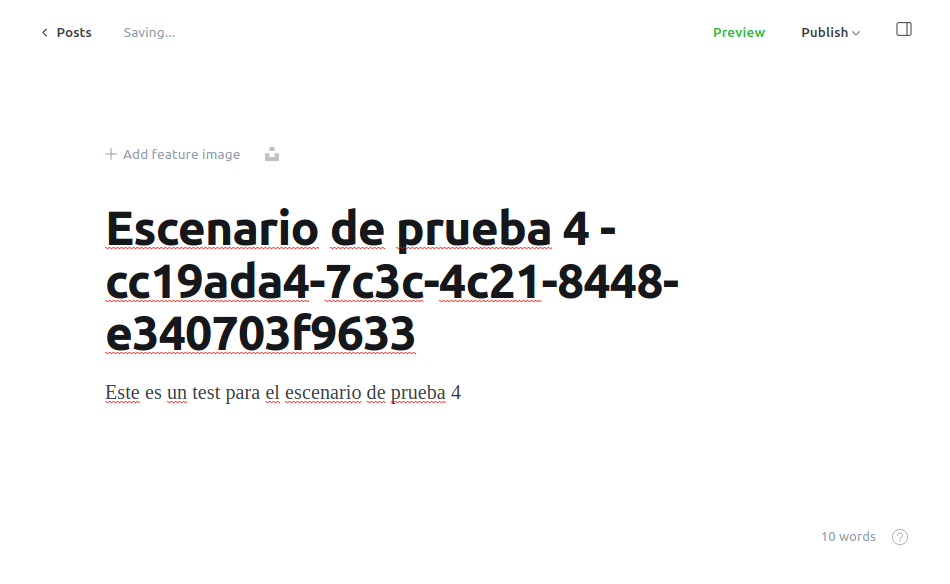 Posts Saving... Preview Publish
Add feature image
Escenario de prueba 4 -
cc19ada4-7c3c-4c21-8448-
e340703f9633
Este es un test para el escenario de prueba 4
10 words ?